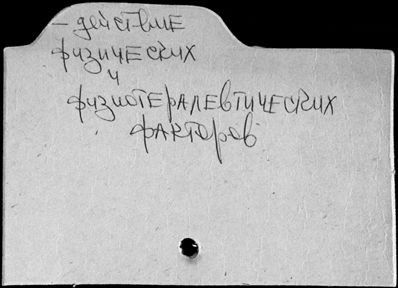 – действие
физических
и
физиотерапевтических
факторов